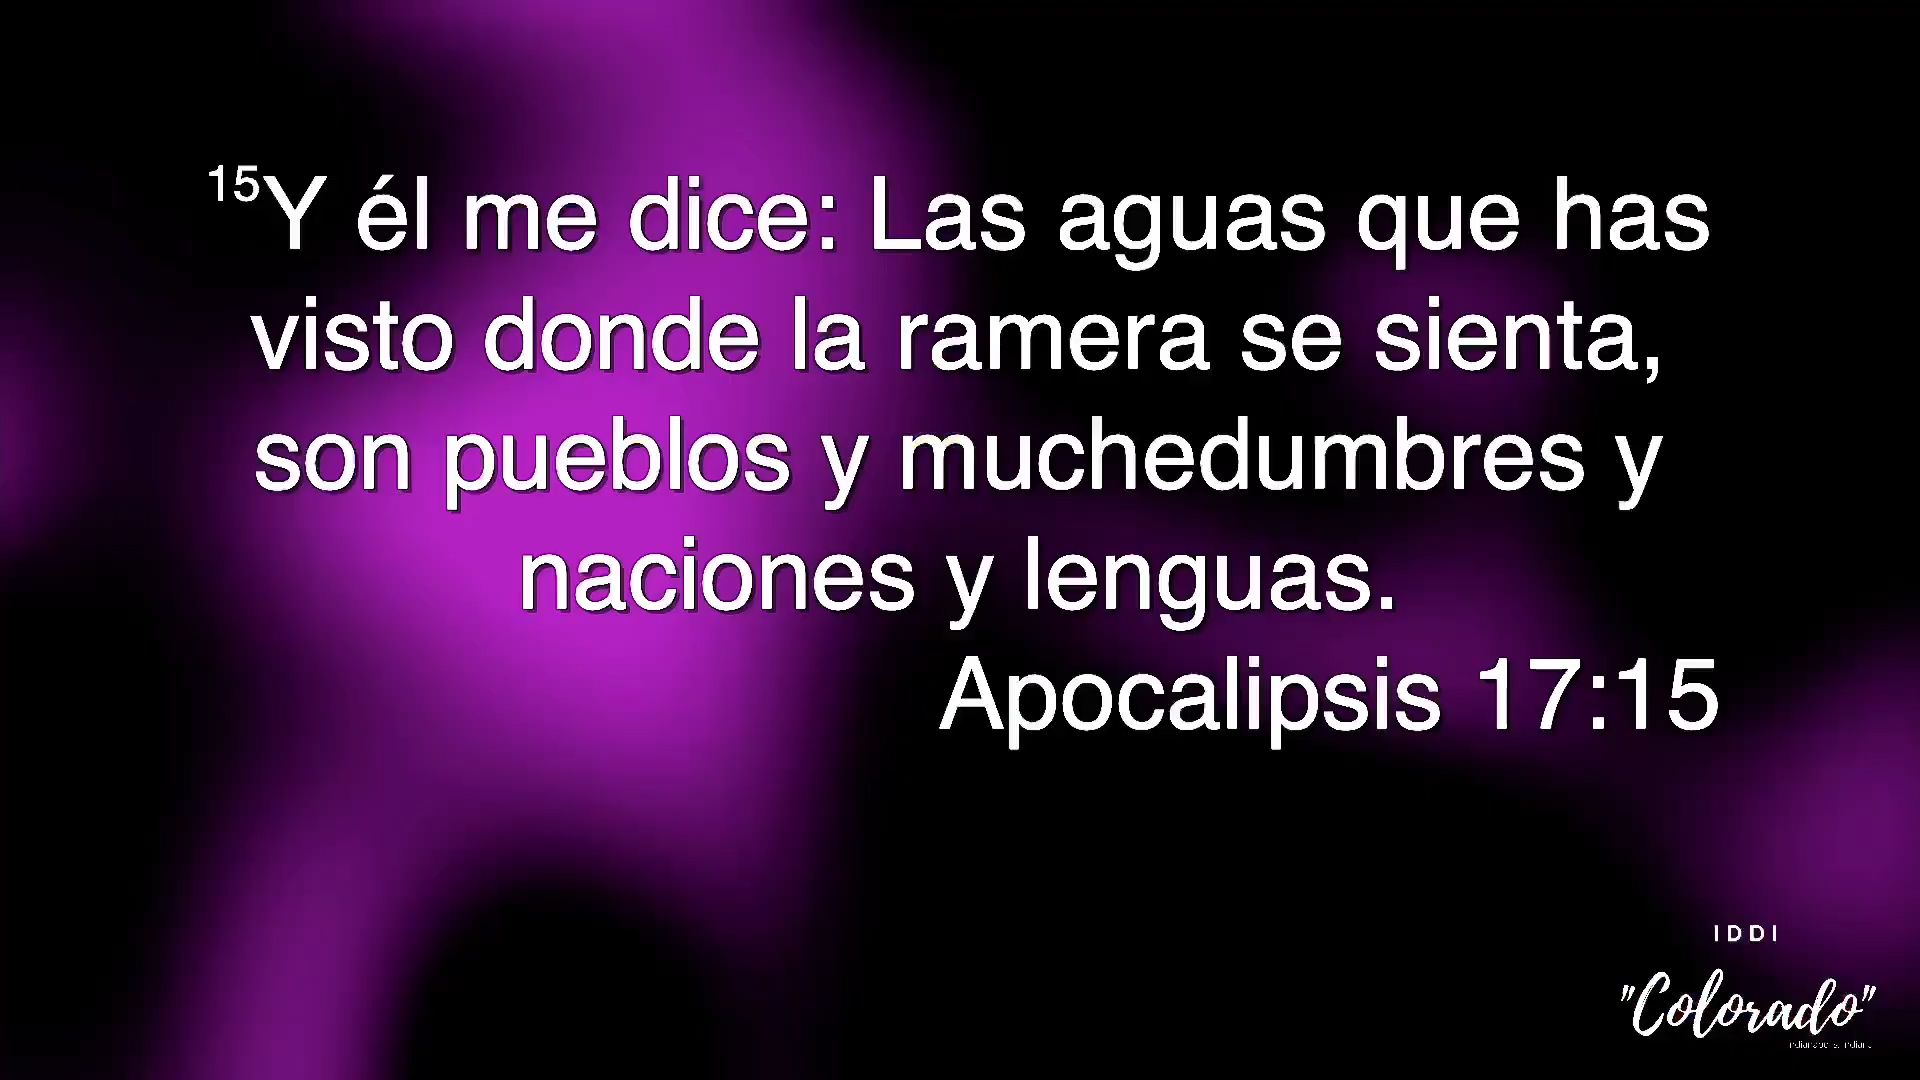 15Y él me dice: Las aguas que has
visto donde la ramera se sienta,
son pueblos y muchedumbres y
naciones y lenguas.
Apocalipsis 17:15
IDDI
"Colorado"